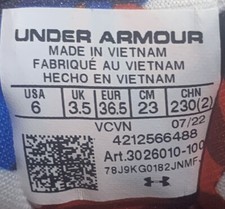 UNDER ARMOUR
MADE IN VIETNAM
FABRIQUÉ AU VIETNAM
HECHO EN VIETNAM
USA UK EUR CM CHN
6 3.5 36.5 23 230(2)
VCVN 07/22
4212566488
Art.3026010-100
78J9KG0182JNMF-